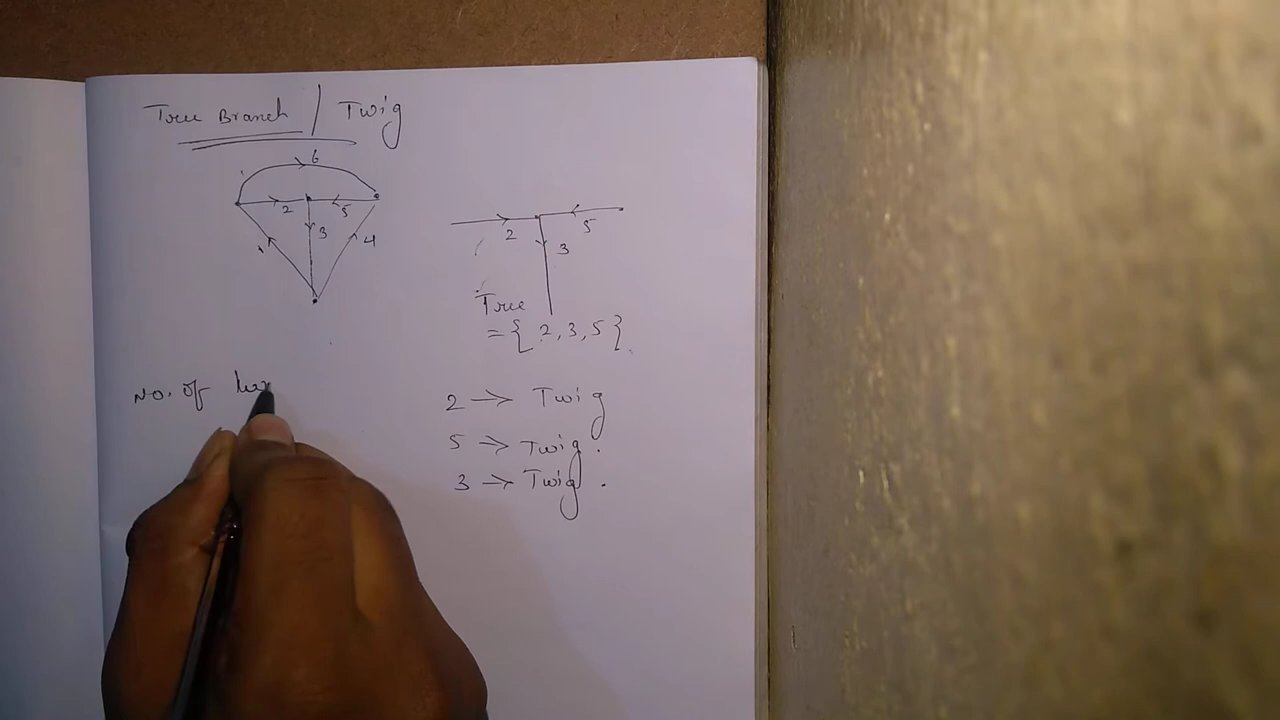 Tree Branch / Twig
6
2 5
3
1 4
2 5
3
Tree
= { 2, 3, 5 }
No. of
2 → Twig
5 → Twig.
3 → Twig.